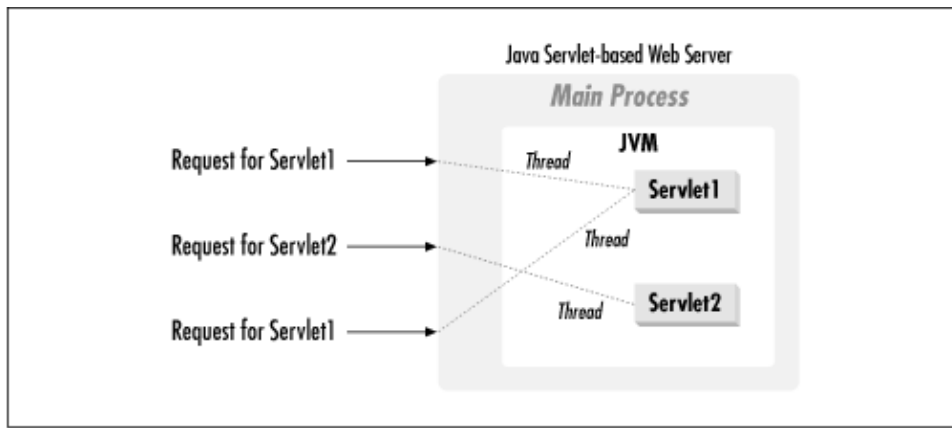 Java Servlet-based Web Server
Main Process
JVM
Request for Servlet1
Thread
Servlet1
Thread
Request for Servlet2
Thread
Servlet2
Request for Servlet1